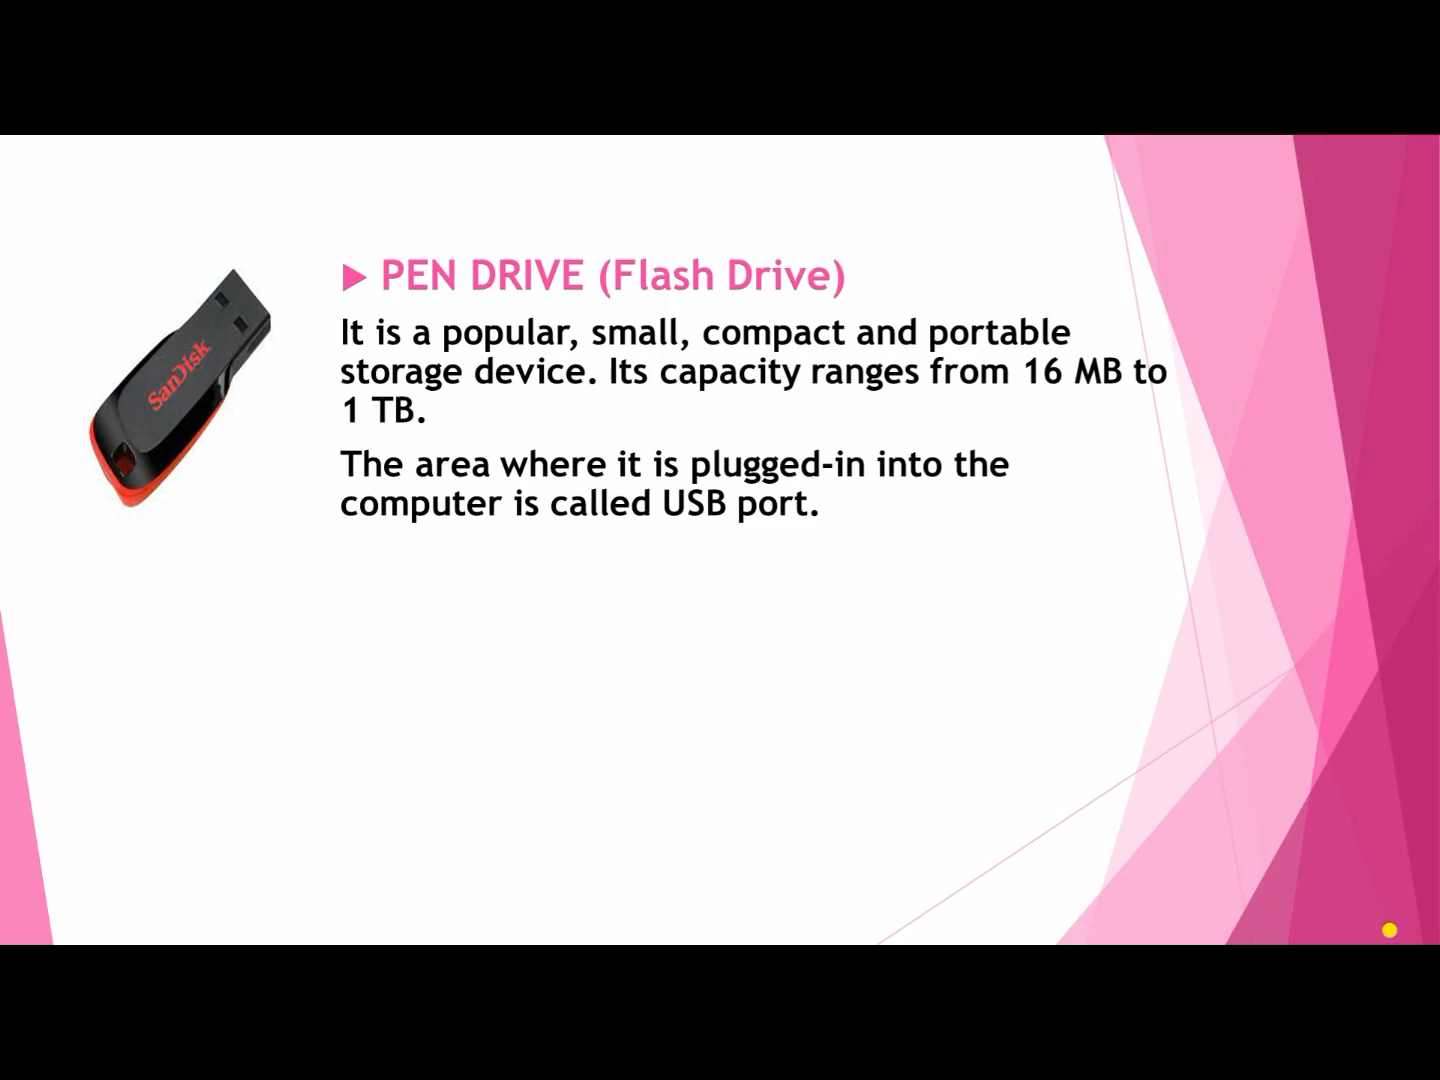 SanDisk
PEN DRIVE (Flash Drive)
It is a popular, small, compact and portable
storage device. Its capacity ranges from 16 MB to
1 TB.
The area where it is plugged-in into the
computer is called USB port.